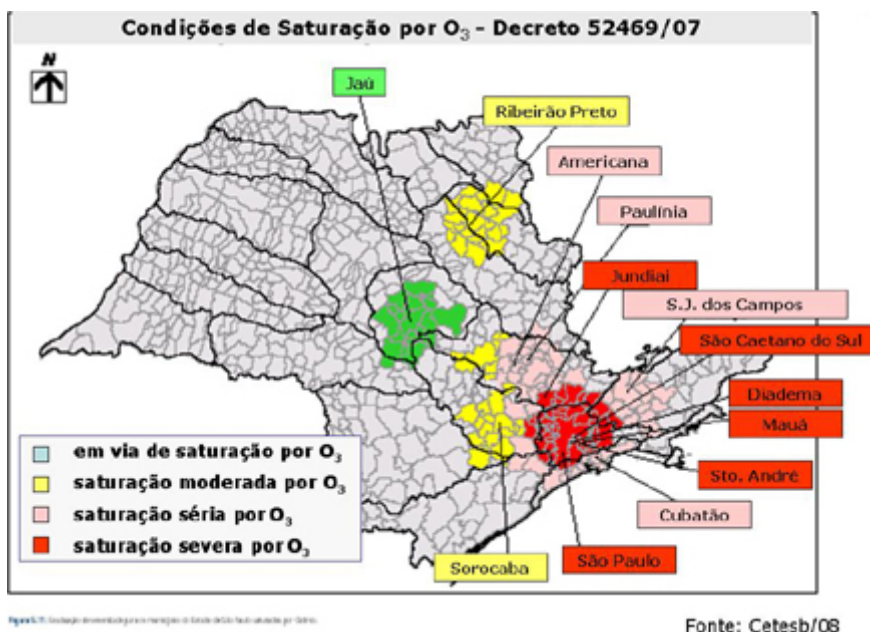 Condições de Saturação por O₃ - Decreto 52469/07
N
Jaú
Ribeirão Preto
Americana
Paulínia
Jundiai
S.J. dos Campos
São Caetano do Sul
Diadema
Mauá
Sto. André
Cubatão
São Paulo
Sorocaba
em via de saturação por O₃
saturação moderada por O₃
saturação séria por O₃
saturação severa por O₃
Fonte: Cetesb/08